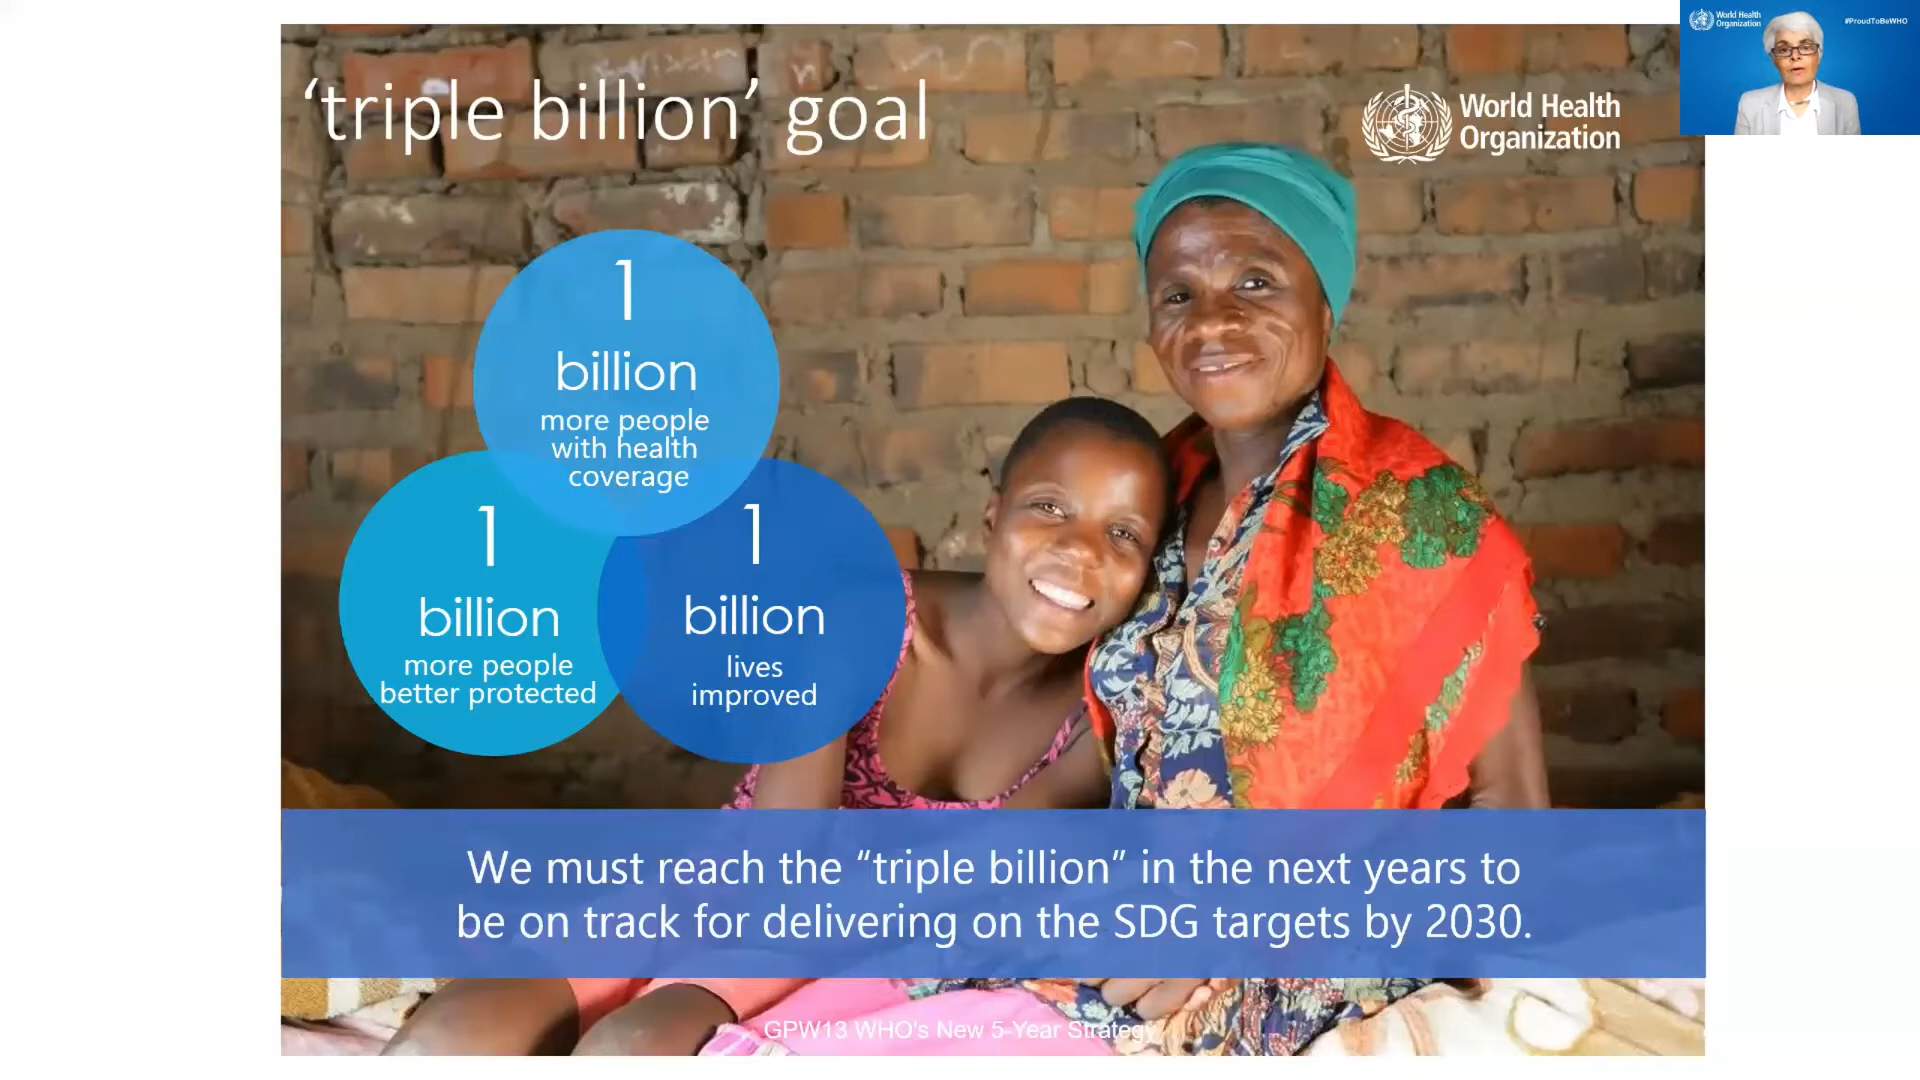 ‘triple billion’ goal
World Health
Organization
World Health
Organization
#ProudToBeWHO
1
billion
more people
with health
coverage
1
billion
more people
better protected
1
billion
lives
improved
We must reach the “triple billion” in the next years to
be on track for delivering on the SDG targets by 2030.
GPW13 WHO's New 5-Year Strategy